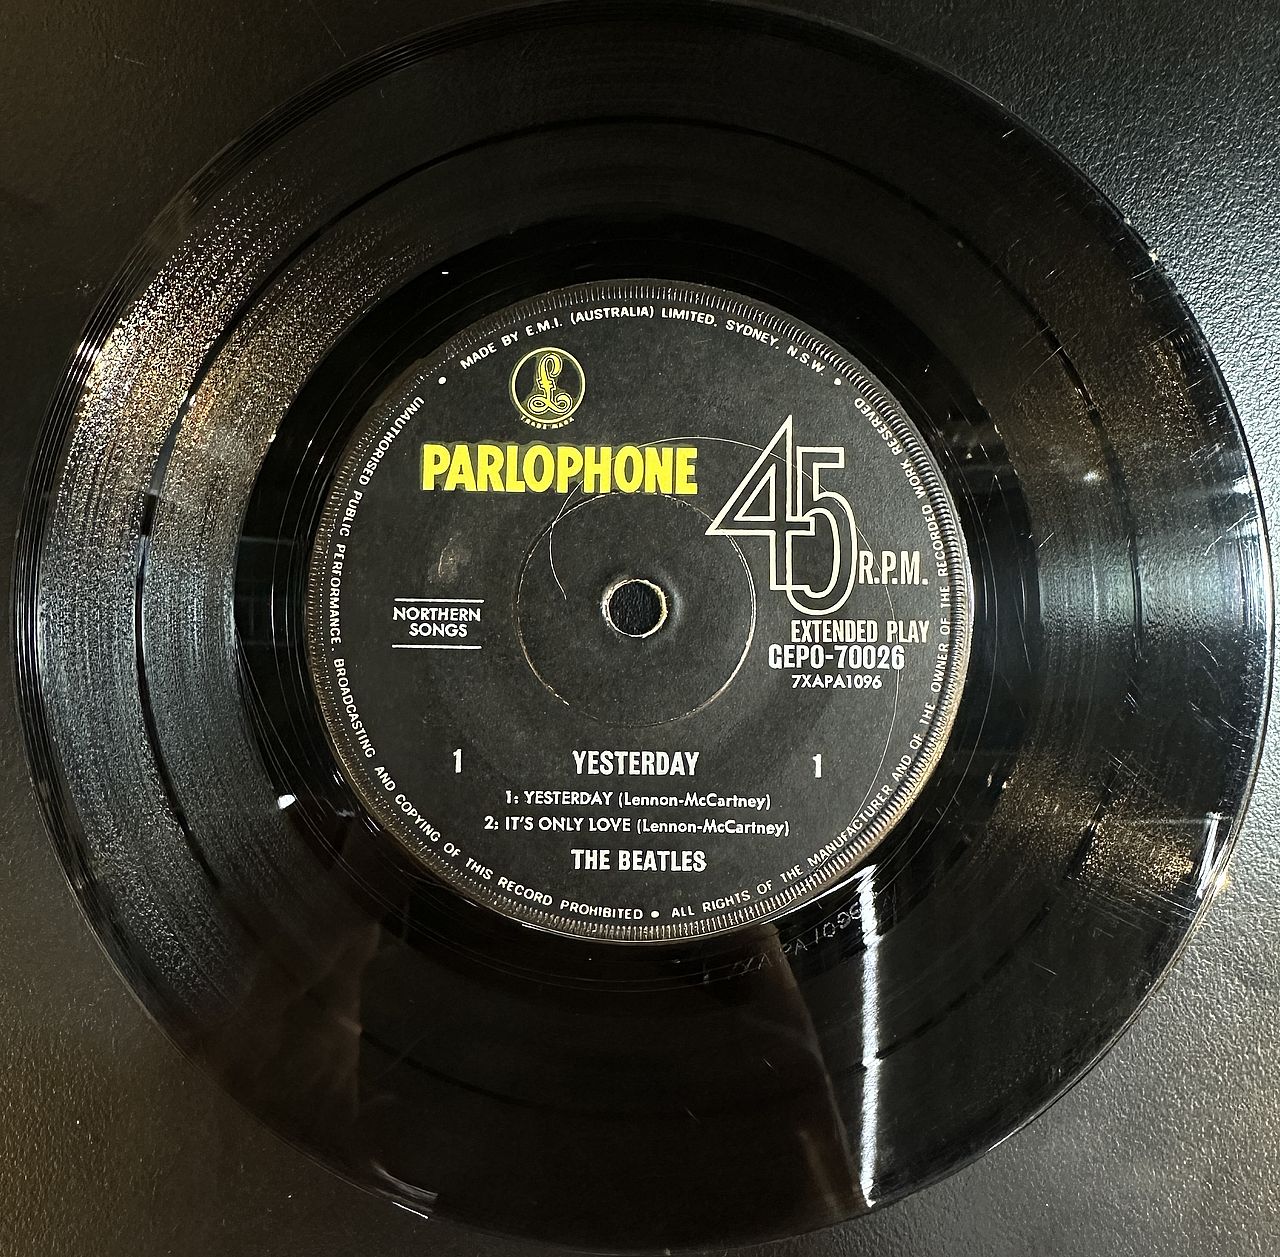 MADE BY E.M.I. (AUSTRALIA) LIMITED. SYDNEY. N.S.W.
TRADE MARK
PARLOPHONE
45 R.P.M.
NORTHERN
SONGS
EXTENDED PLAY
GEPO-70026
7XAPA1096
1 YESTERDAY 1
1: YESTERDAY (Lennon-McCartney)
2: IT'S ONLY LOVE (Lennon-McCartney)
THE BEATLES
UNAUTHORISED PUBLIC PERFORMANCE. BROADCASTING AND COPYING OF THIS RECORD PROHIBITED • ALL RIGHTS OF THE MANUFACTURER AND OF THE OWNER OF THE RECORDED WORK RESERVED
7XAPA1096